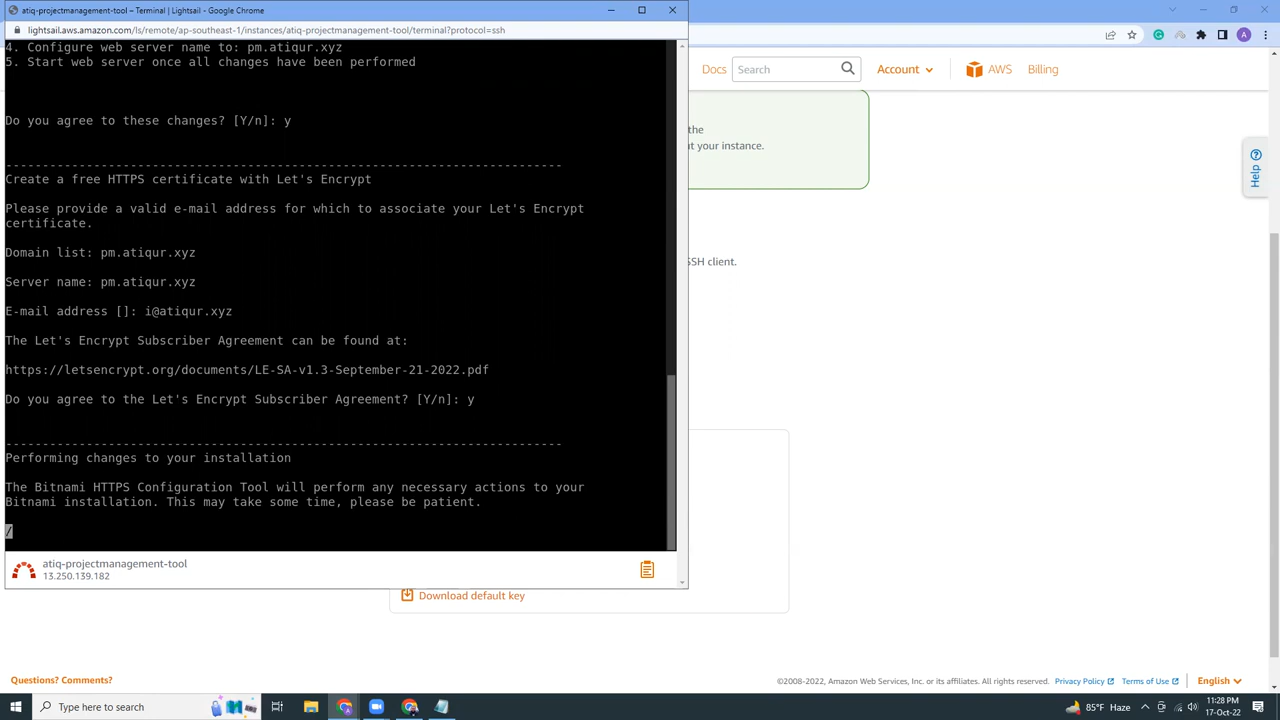 atiq-projectmanagement-tool – Terminal | Lightsail - Google Chrome
lightsail.aws.amazon.com/ls/remote/ap-southeast-1/instances/atiq-projectmanagement-tool/terminal?protocol=ssh
4. Configure web server name to: pm.atiqur.xyz
5. Start web server once all changes have been performed
Do you agree to these changes? [Y/n]: y
----------------------------------------------------------------------------
Create a free HTTPS certificate with Let's Encrypt
Please provide a valid e-mail address for which to associate your Let's Encrypt
certificate.
Domain list: pm.atiqur.xyz
Server name: pm.atiqur.xyz
E-mail address []: i@atiqur.xyz
The Let's Encrypt Subscriber Agreement can be found at:
https://letsencrypt.org/documents/LE-SA-v1.3-September-21-2022.pdf
Do you agree to the Let's Encrypt Subscriber Agreement? [Y/n]: y
----------------------------------------------------------------------------
Performing changes to your installation
The Bitnami HTTPS Configuration Tool will perform any necessary actions to your
Bitnami installation. This may take some time, please be patient.
/
atiq-projectmanagement-tool
13.250.139.182
Docs Search Account AWS Billing
the
ut your instance.
Help
SSH client.
Download default key
Questions? Comments?
©2008-2022, Amazon Web Services, Inc. or its affiliates. All rights reserved. Privacy Policy Terms of Use English
Type here to search
85°F Haze
11:28 PM
17-Oct-22